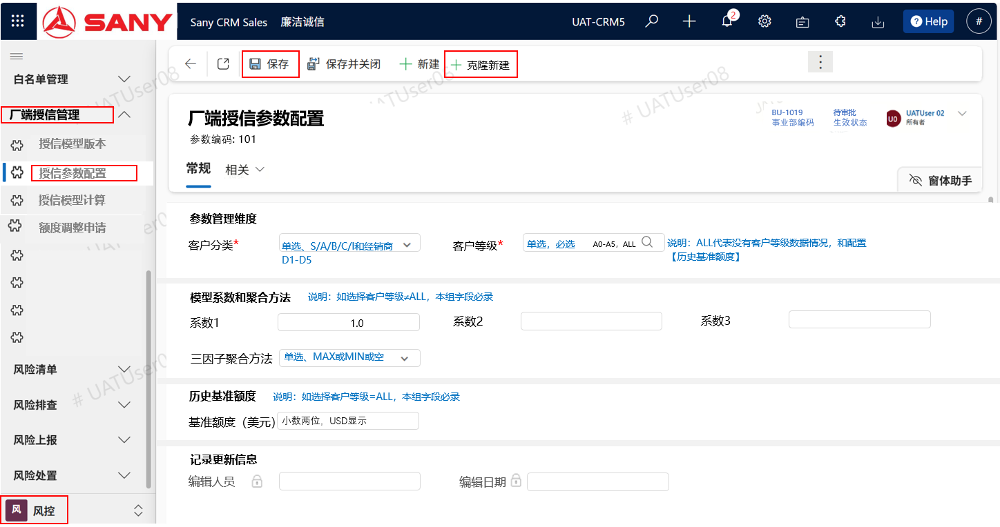 SANY
Sany CRM Sales 廉洁诚信
UAT-CRM5
2
? Help
#
白名单管理
厂端授信管理
授信模型版本
授信参数配置
授信模型计算
额度调整申请
风险清单
风险排查
风险上报
风险处置
风 风控
保存
保存并关闭
新建
克隆新建
厂端授信参数配置
参数编码: 101
BU-1019
事业部编码
待审批
生效状态
U0
UATUser 02
所有者
常规 相关
窗体助手
参数管理维度
客户分类* 单选、S/A/B/C/I和经销商
D1-D5
客户等级* 单选，必选 A0-A5，ALL
说明：ALL代表没有客户等级数据情况，和配置
【历史基准额度】
模型系数和聚合方法 说明：如选择客户等级≠ALL，本组字段必录
系数1 1.0 系数2 系数3
三因子聚合方法 单选、MAX或MIN或空
历史基准额度 说明：如选择客户等级=ALL，本组字段必录
基准额度（美元） 小数两位，USD显示
记录更新信息
编辑人员 编辑日期
# UATUser08
# UATUser08